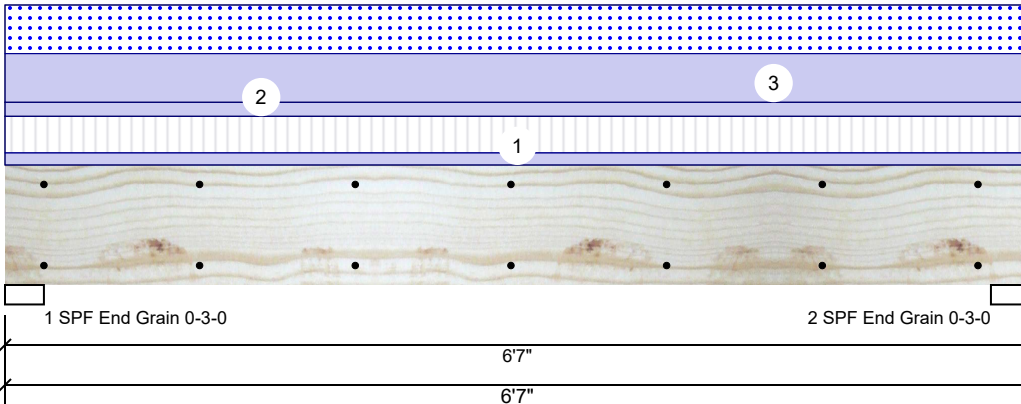 3
2
1
1 SPF End Grain 0-3-0
2 SPF End Grain 0-3-0
6'7"
6'7"